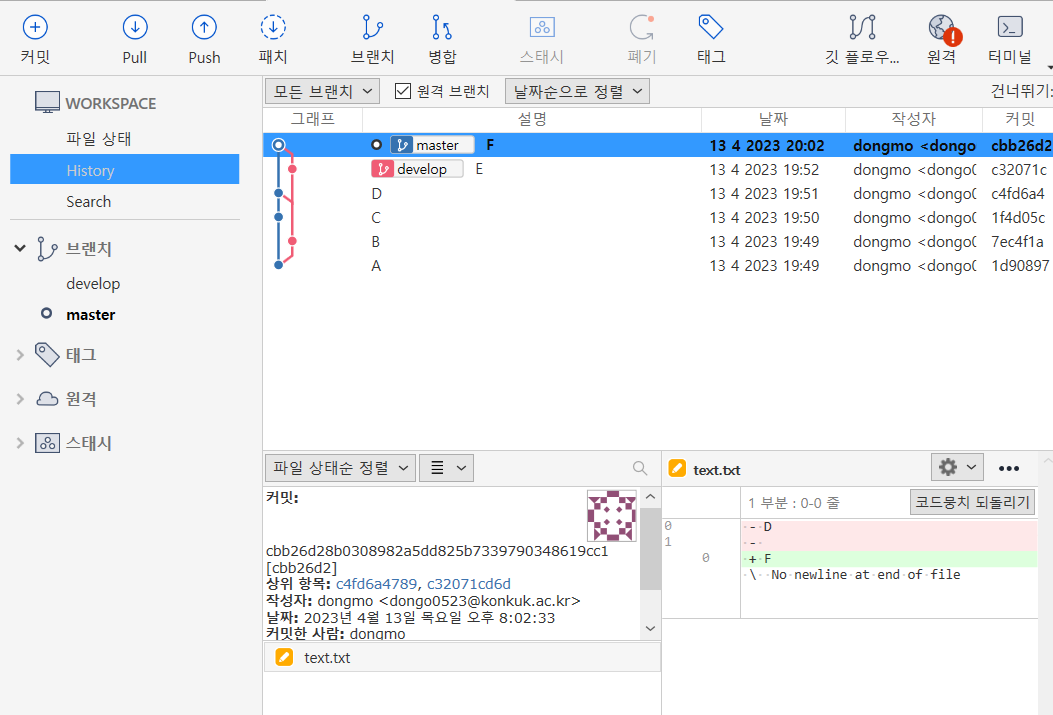 커밋 Pull Push 패치 브랜치 병합 스태시 폐기 태그 깃 플로우... 원격 터미널
WORKSPACE
파일 상태
History
Search
브랜치
develop
master
태그
원격
스태시
모든 브랜치 원격 브랜치 날짜순으로 정렬 건너뛰기:
그래프 설명 날짜 작성자 커밋
master F 13 4 2023 20:02 dongmo <dongo cbb26d2
develop E 13 4 2023 19:52 dongmo <dongo0 c32071c
D 13 4 2023 19:51 dongmo <dongo0 c4fd6a4
C 13 4 2023 19:50 dongmo <dongo0 1f4d05c
B 13 4 2023 19:49 dongmo <dongo0 7ec4f1a
A 13 4 2023 19:49 dongmo <dongo0 1d90897
파일 상태순 정렬
커밋:
cbb26d28b0308982a5dd825b7339790348619cc1
[cbb26d2]
상위 항목: c4fd6a4789, c32071cd6d
작성자: dongmo <dongo0523@konkuk.ac.kr>
날짜: 2023년 4월 13일 목요일 오후 8:02:33
커밋한 사람: dongmo
text.txt
text.txt
1 부분 : 0-0 줄 코드뭉치 되돌리기
0 - D
1 -
0 + F
\ No newline at end of file